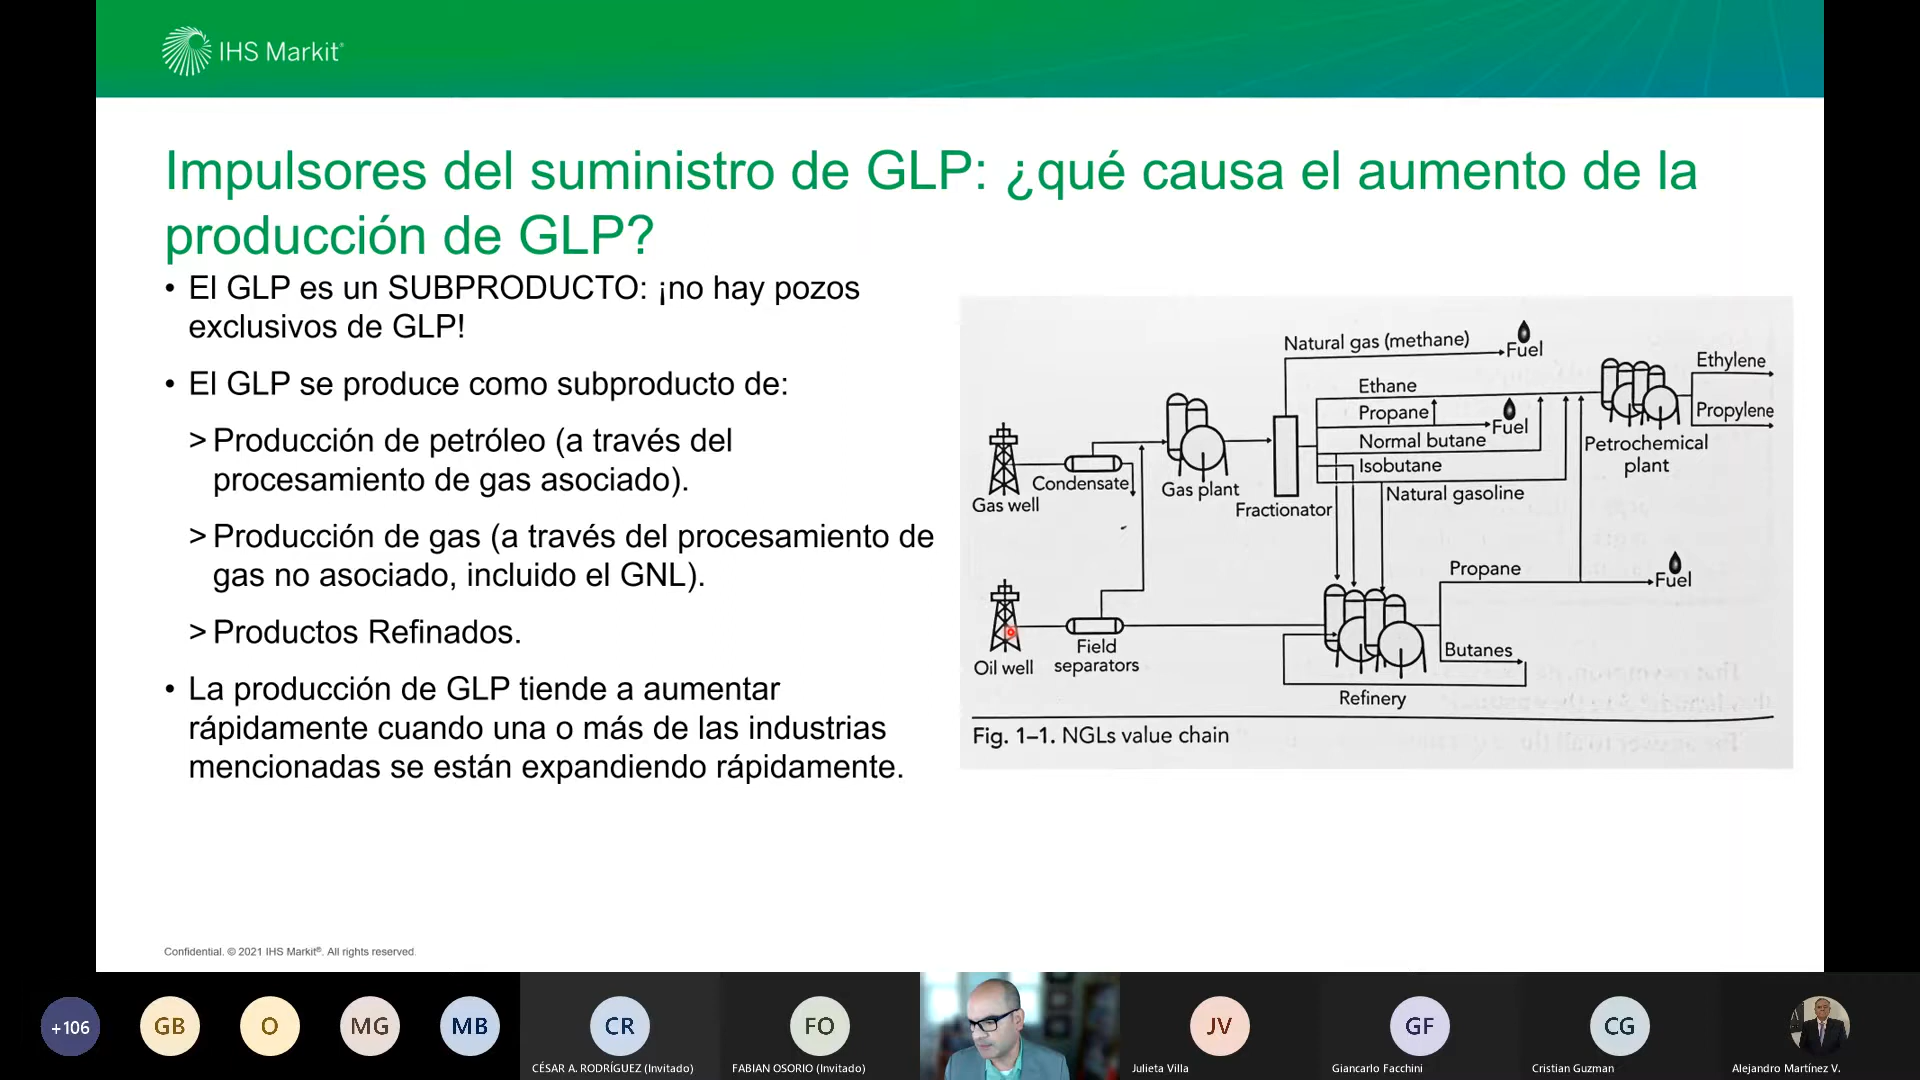 IHS Markit®
Impulsores del suministro de GLP: ¿qué causa el aumento de la
producción de GLP?
• El GLP es un SUBPRODUCTO: ¡no hay pozos
exclusivos de GLP!
• El GLP se produce como subproducto de:
> Producción de petróleo (a través del
procesamiento de gas asociado).
> Producción de gas (a través del procesamiento de
gas no asociado, incluido el GNL).
> Productos Refinados.
• La producción de GLP tiende a aumentar
rápidamente cuando una o más de las industrias
mencionadas se están expandiendo rápidamente.
Natural gas (methane)
Fuel
Ethylene
Ethane
Propane
Fuel
Propylene
Normal butane
Petrochemical
plant
Isobutane
Condensate
Gas plant
Natural gasoline
Gas well
Fractionator
Propane
Fuel
Field
separators
Oil well
Butanes
Refinery
Fig. 1–1. NGLs value chain
Confidential. © 2021 IHS Markit®. All rights reserved.
+106
GB
O
MG
MB
CR
FO
JV
GF
CG
CÉSAR A. RODRÍGUEZ (Invitado)
FABIAN OSORIO (Invitado)
Julieta Villa
Giancarlo Facchini
Cristian Guzman
Alejandro Martínez V.